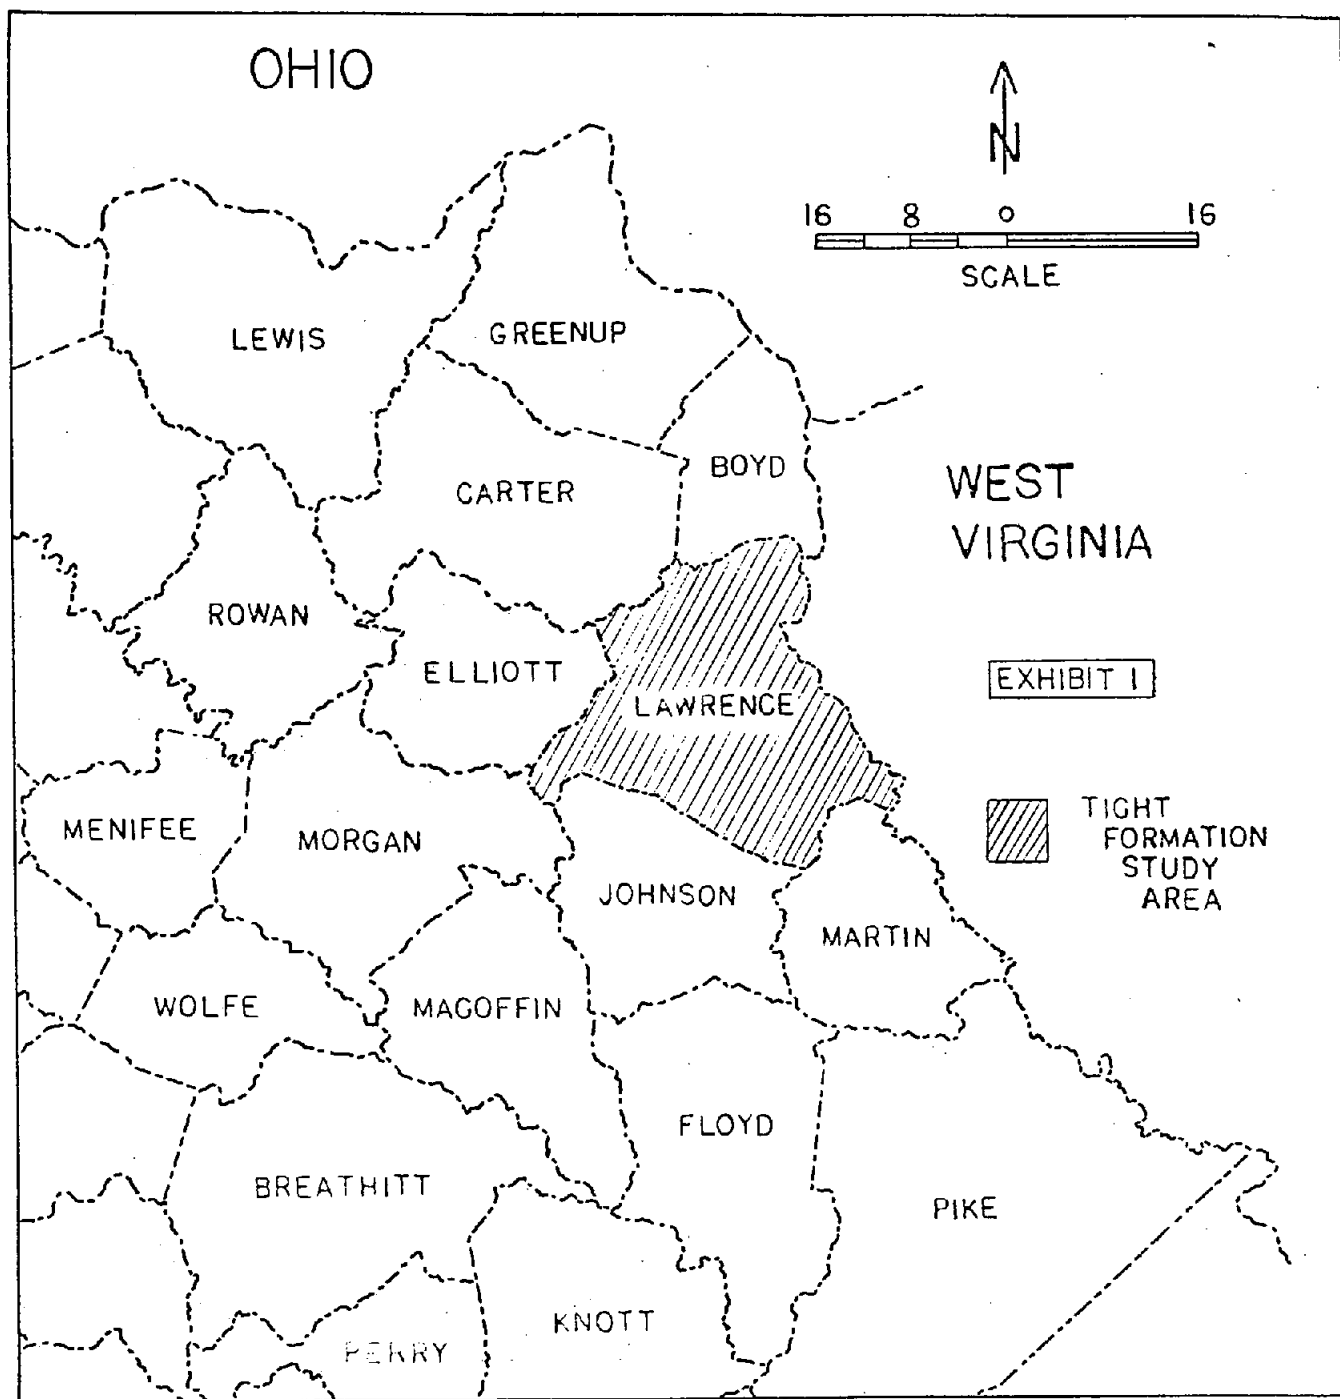 OHIO
N
16 8 0 16
SCALE
LEWIS
GREENUP
CARTER
BOYD
WEST
VIRGINIA
ROWAN
ELLIOTT
LAWRENCE
EXHIBIT 1
TIGHT
FORMATION
STUDY
AREA
MENIFEE
MORGAN
JOHNSON
MARTIN
WOLFE
MAGOFFIN
FLOYD
BREATHITT
PIKE
KNOTT
PERRY